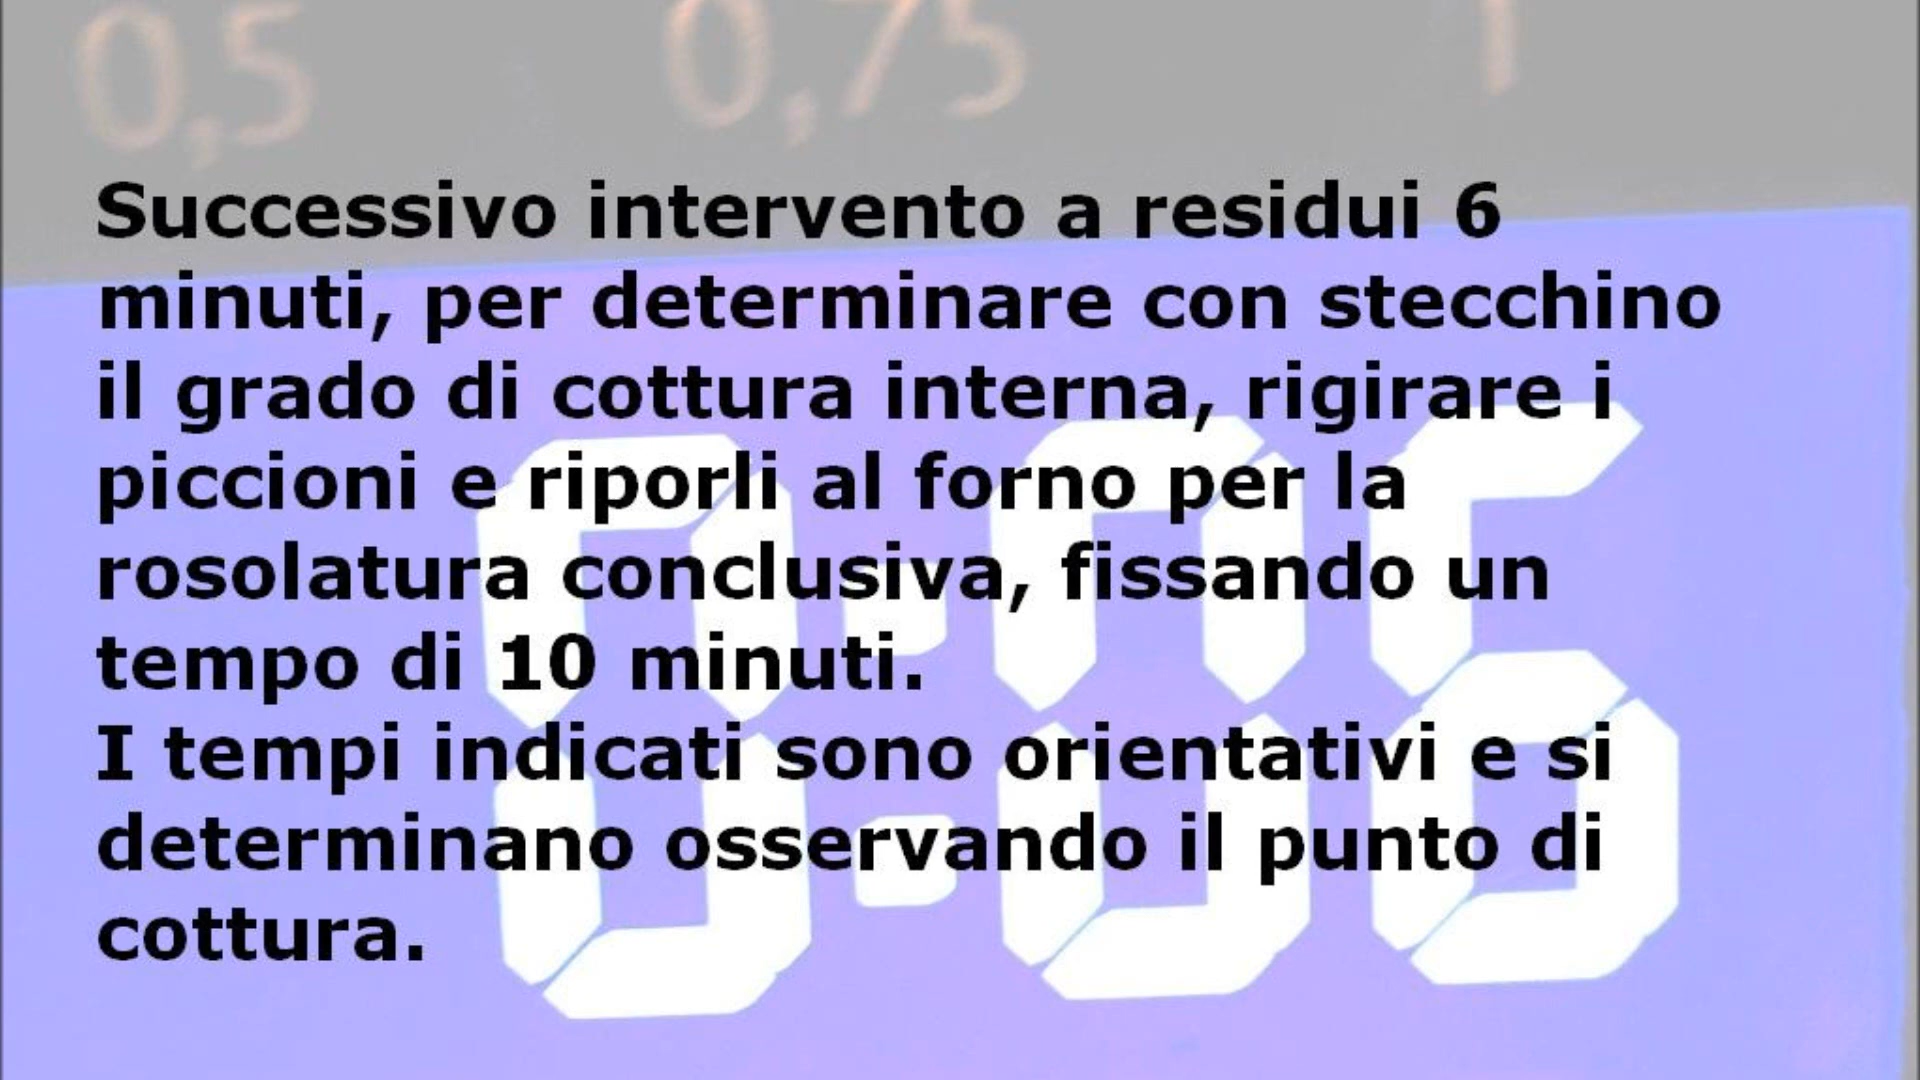 0,5 0,75 1
Successivo intervento a residui 6
minuti, per determinare con stecchino
il grado di cottura interna, rigirare i
piccioni e riporli al forno per la
rosolatura conclusiva, fissando un
tempo di 10 minuti.
I tempi indicati sono orientativi e si
determinano osservando il punto di
cottura.
0:06